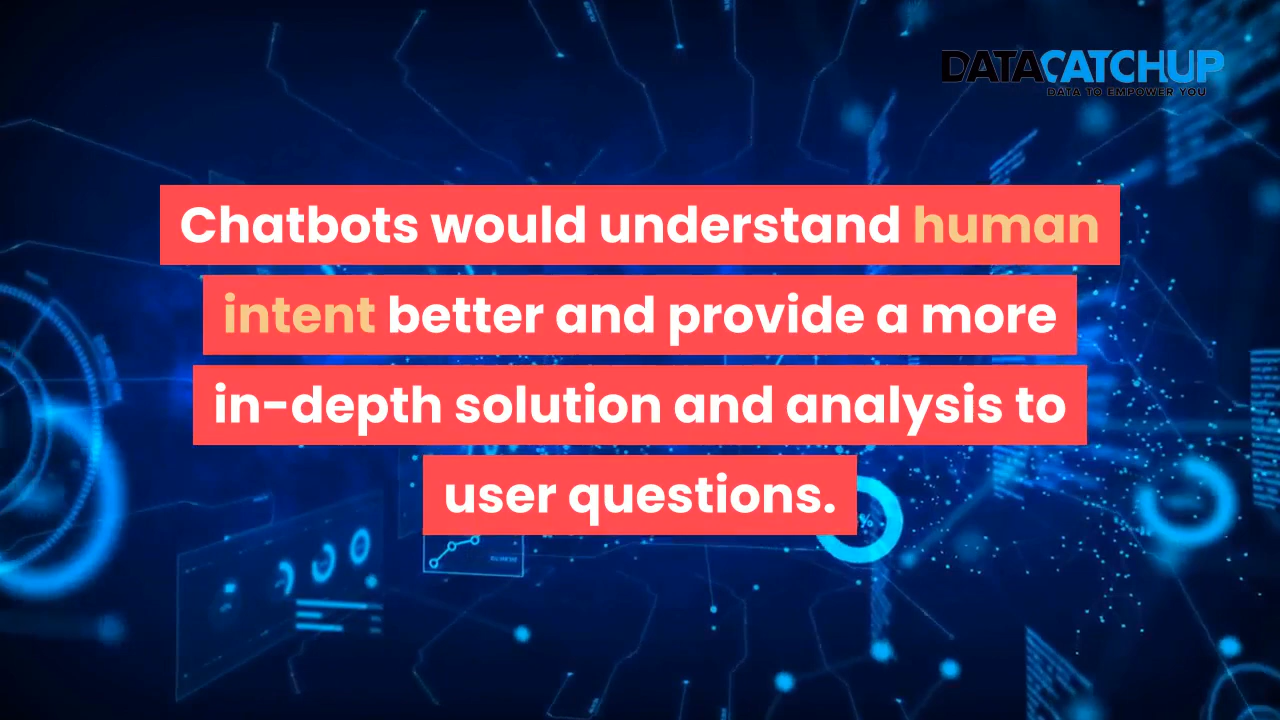 DATACATCHUP
DATA TO EMPOWER YOU
Chatbots would understand human
intent better and provide a more
in-depth solution and analysis to
user questions.
%